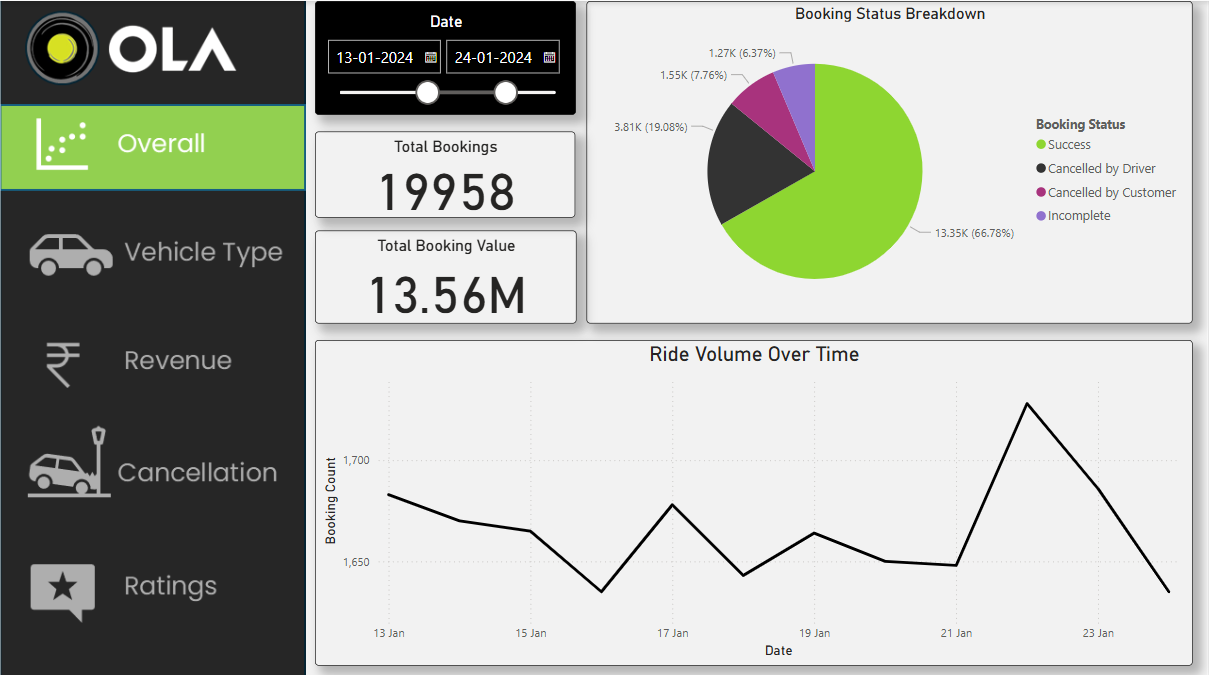 OLA
Overall
Vehicle Type
Revenue
Cancellation
Ratings
Date
13-01-2024
24-01-2024
Total Bookings
19958
Total Booking Value
13.56M
Booking Status Breakdown
1.27K (6.37%)
1.55K (7.76%)
3.81K (19.08%)
13.35K (66.78%)
Booking Status
Success
Cancelled by Driver
Cancelled by Customer
Incomplete
Ride Volume Over Time
Booking Count
1,700
1,650
13 Jan
15 Jan
17 Jan
19 Jan
21 Jan
23 Jan
Date